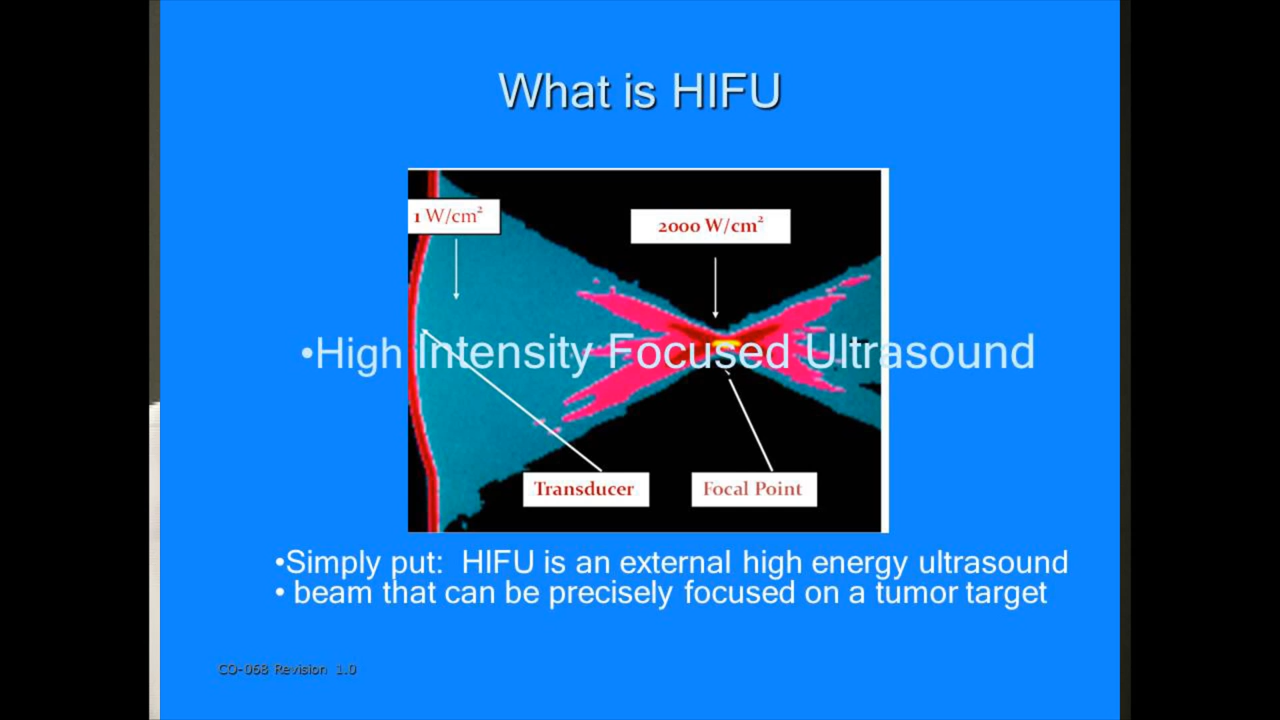 What is HIFU
1 W/cm²
2000 W/cm²
•High Intensity Focused Ultrasound
Transducer
Focal Point
•Simply put:  HIFU is an external high energy ultrasound
• beam that can be precisely focused on a tumor target
CO-068 Revision 1.0